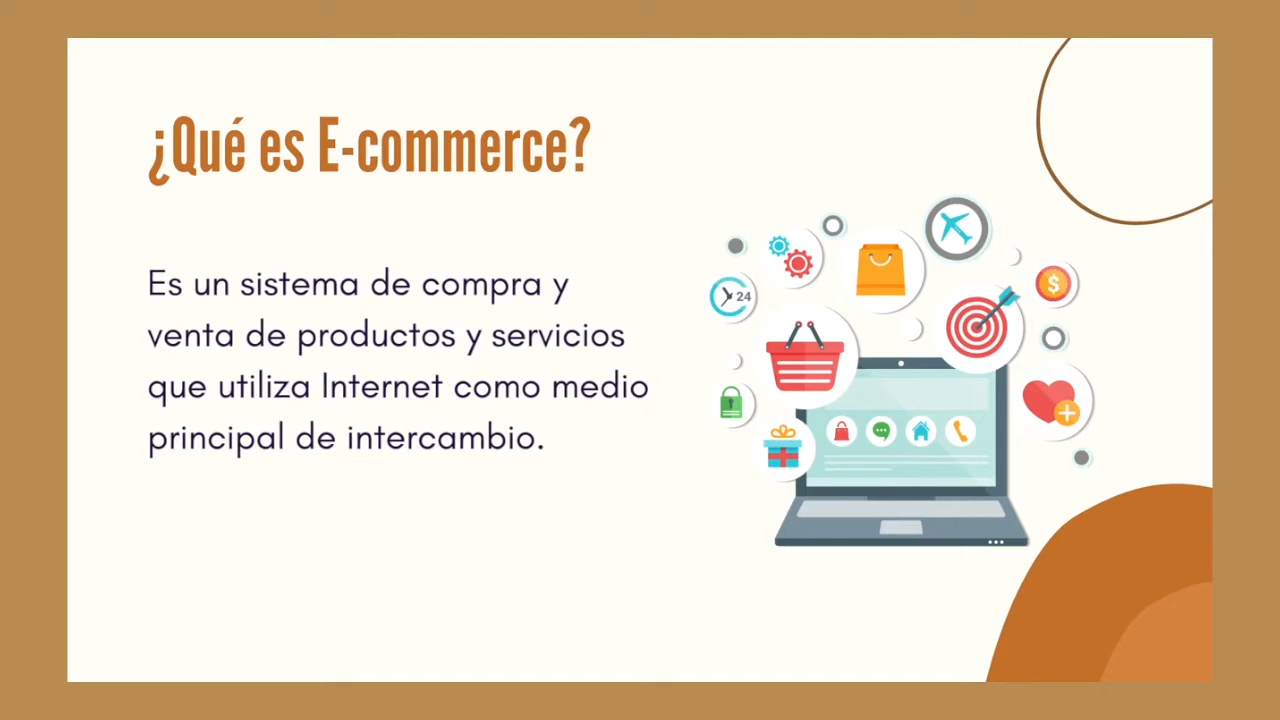 ¿Qué es E-commerce?
Es un sistema de compra y
venta de productos y servicios
que utiliza Internet como medio
principal de intercambio.
24
$